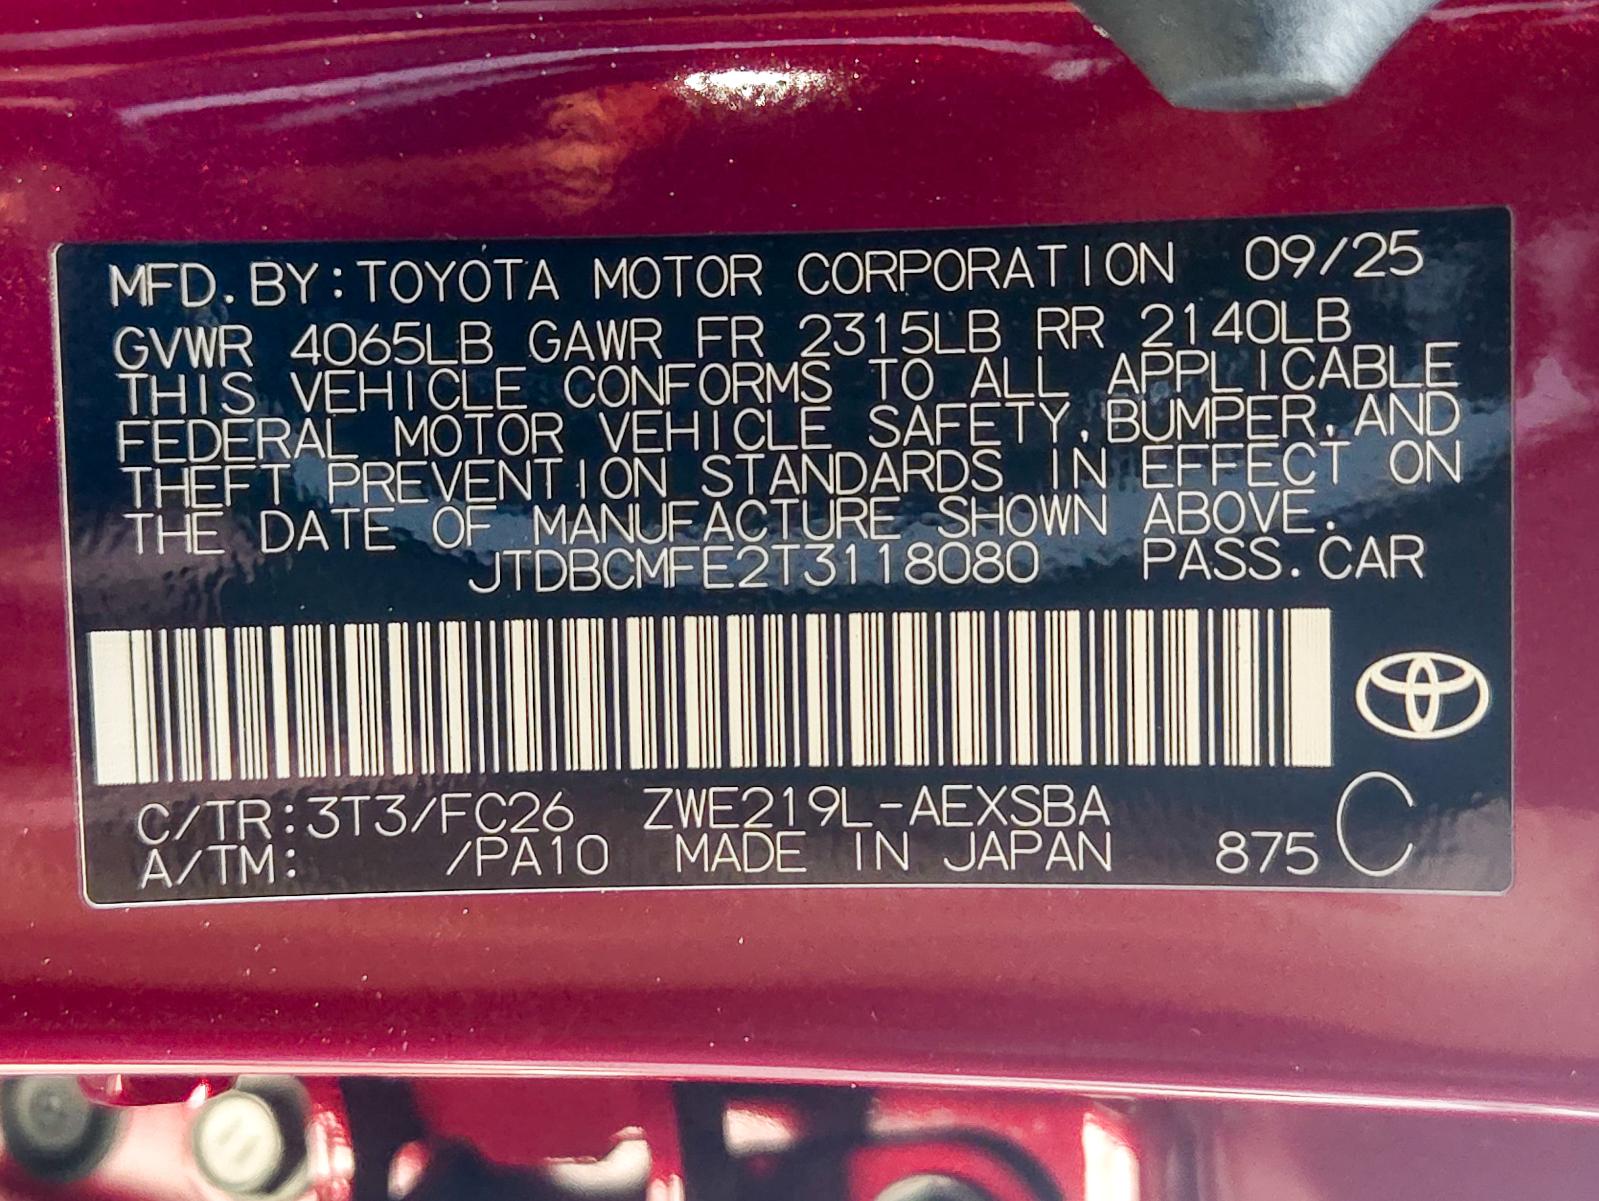 MFD. BY: TOYOTA MOTOR CORPORATION 09/25
GVWR 4065LB GAWR FR 2315LB RR 2140LB
THIS VEHICLE CONFORMS TO ALL APPLICABLE
FEDERAL MOTOR VEHICLE SAFETY, BUMPER, AND
THEFT PREVENTION STANDARDS IN EFFECT ON
THE DATE OF MANUFACTURE SHOWN ABOVE.
JTDBCMFE2T3118080 PASS. CAR
C/TR: 3T3/FC26 ZWE219L-AEXSBA
A/TM: /PA10 MADE IN JAPAN 875 C